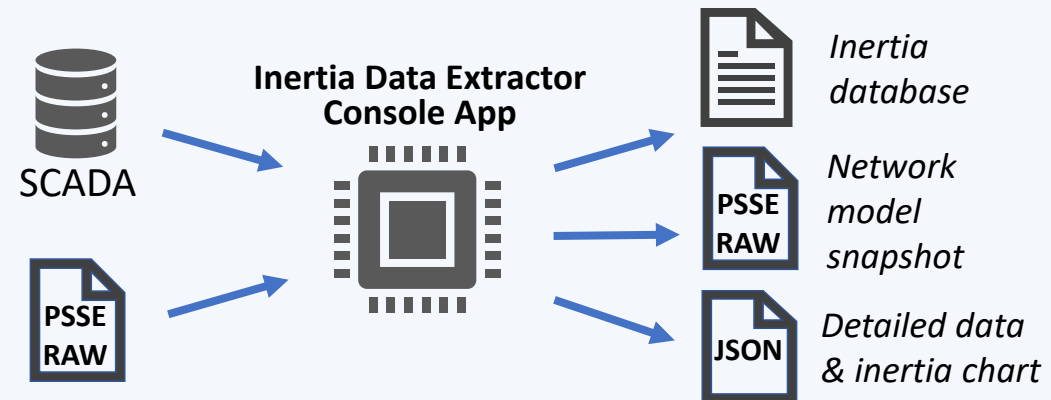 SCADA
PSSE
RAW
Inertia Data Extractor
Console App
Inertia
database
PSSE
RAW
Network
model
snapshot
JSON
Detailed data
& inertia chart